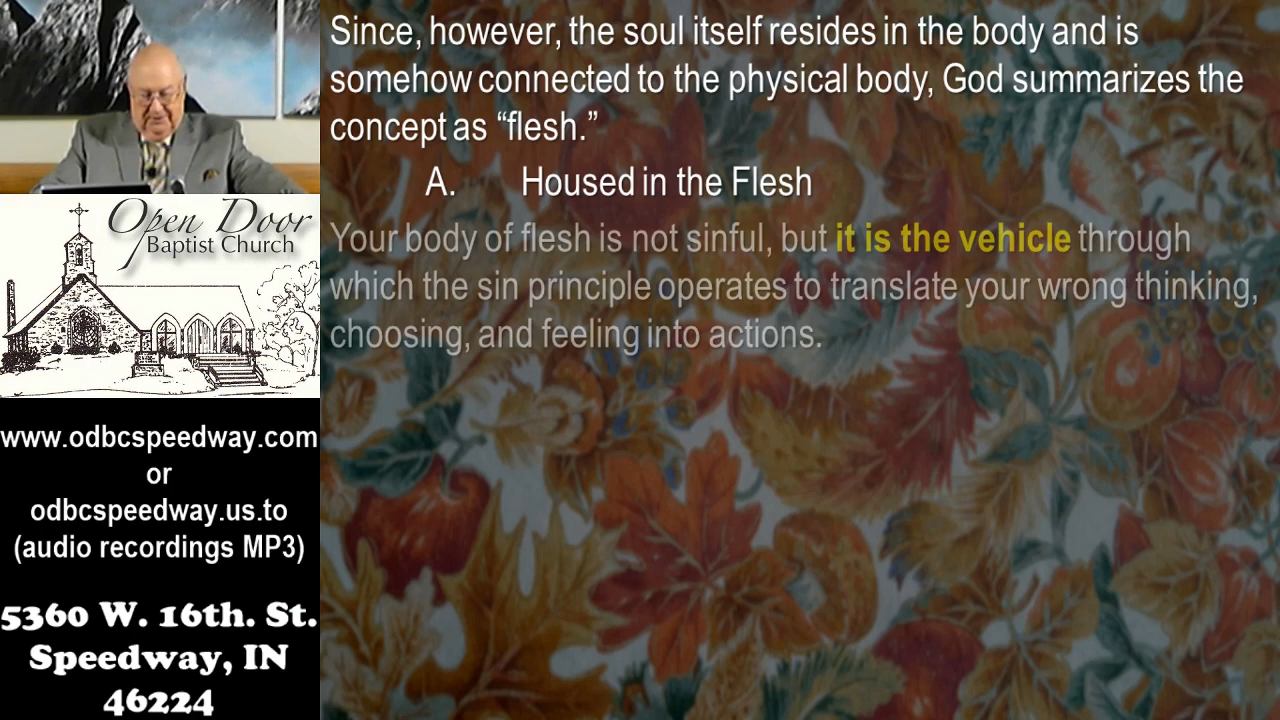 Since, however, the soul itself resides in the body and is
somehow connected to the physical body, God summarizes the
concept as “flesh.”
A. Housed in the Flesh
Your body of flesh is not sinful, but it is the vehicle through
which the sin principle operates to translate your wrong thinking,
choosing, and feeling into actions.
Open Door
Baptist Church
www.odbcspeedway.com
or
odbcspeedway.us.to
(audio recordings MP3)
5360 W. 16th. St.
Speedway, IN
46224